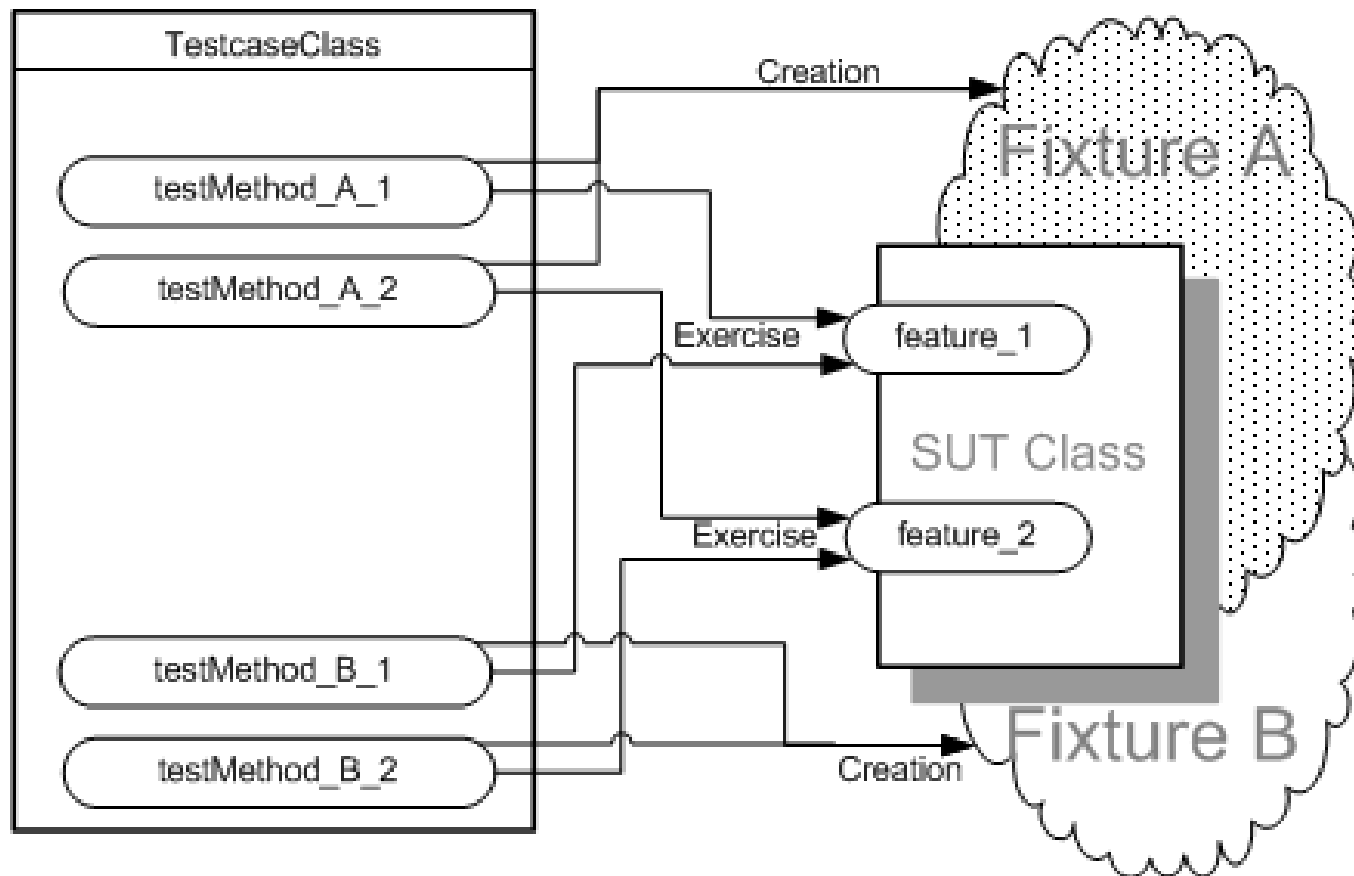 TestcaseClass
Creation
Fixture A
testMethod_A_1
testMethod_A_2
Exercise
feature_1
SUT Class
Exercise
feature_2
testMethod_B_1
testMethod_B_2
Creation
Fixture B